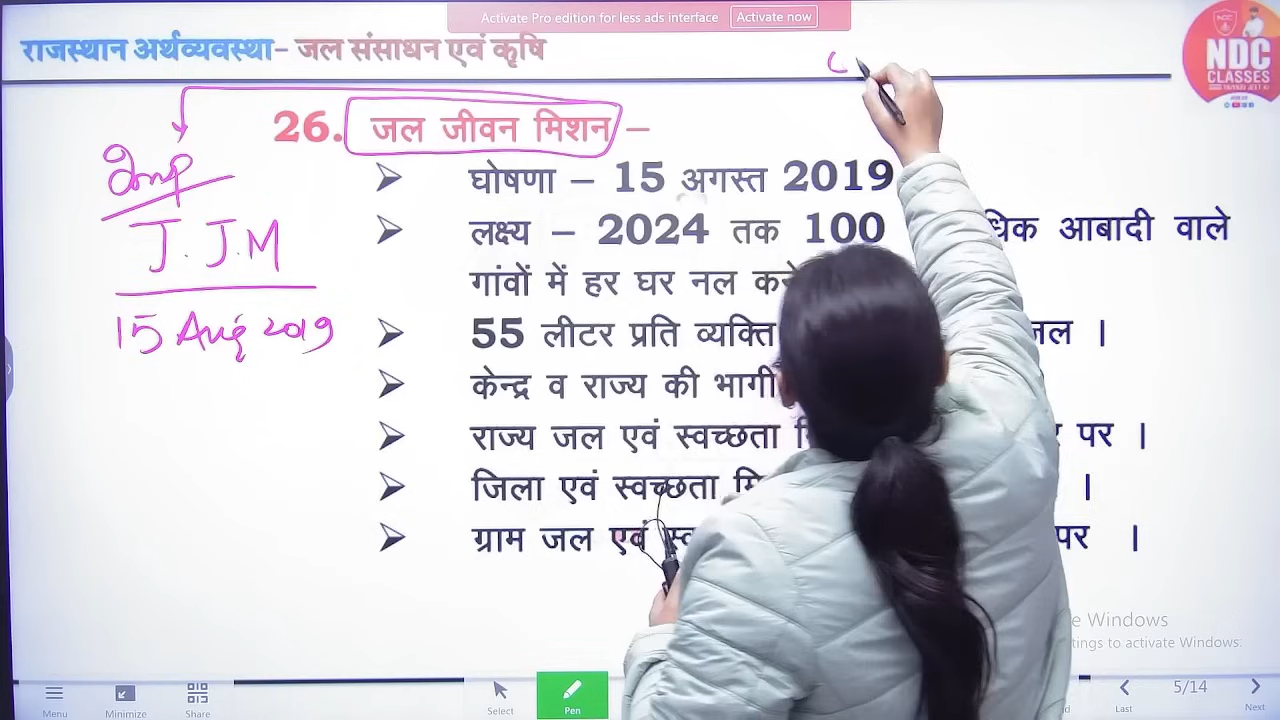 Activate Pro edition for less ads interface Activate now
राजस्थान अर्थव्यवस्था– जल संसाधन एवं कृषि
NDC
NDC
CLASSES
26. जल जीवन मिशन –
Imp
J.J.M
15 Aug 2019
➢ घोषणा – 15 अगस्त 2019
➢ लक्ष्य – 2024 तक 100 धिक आबादी वाले
गांवों में हर घर नल
➢ 55 लीटर प्रति व्यक्ति जल ।
➢ केन्द्र व राज्य की
➢ राज्य जल एवं स्वच्छता पर ।
➢ जिला एवं स्वच्छता ।
➢ ग्राम जल एवं पर ।
Windows
tings to activate Windows.
Menu Minimize Share Select Pen Last 5/14 Next